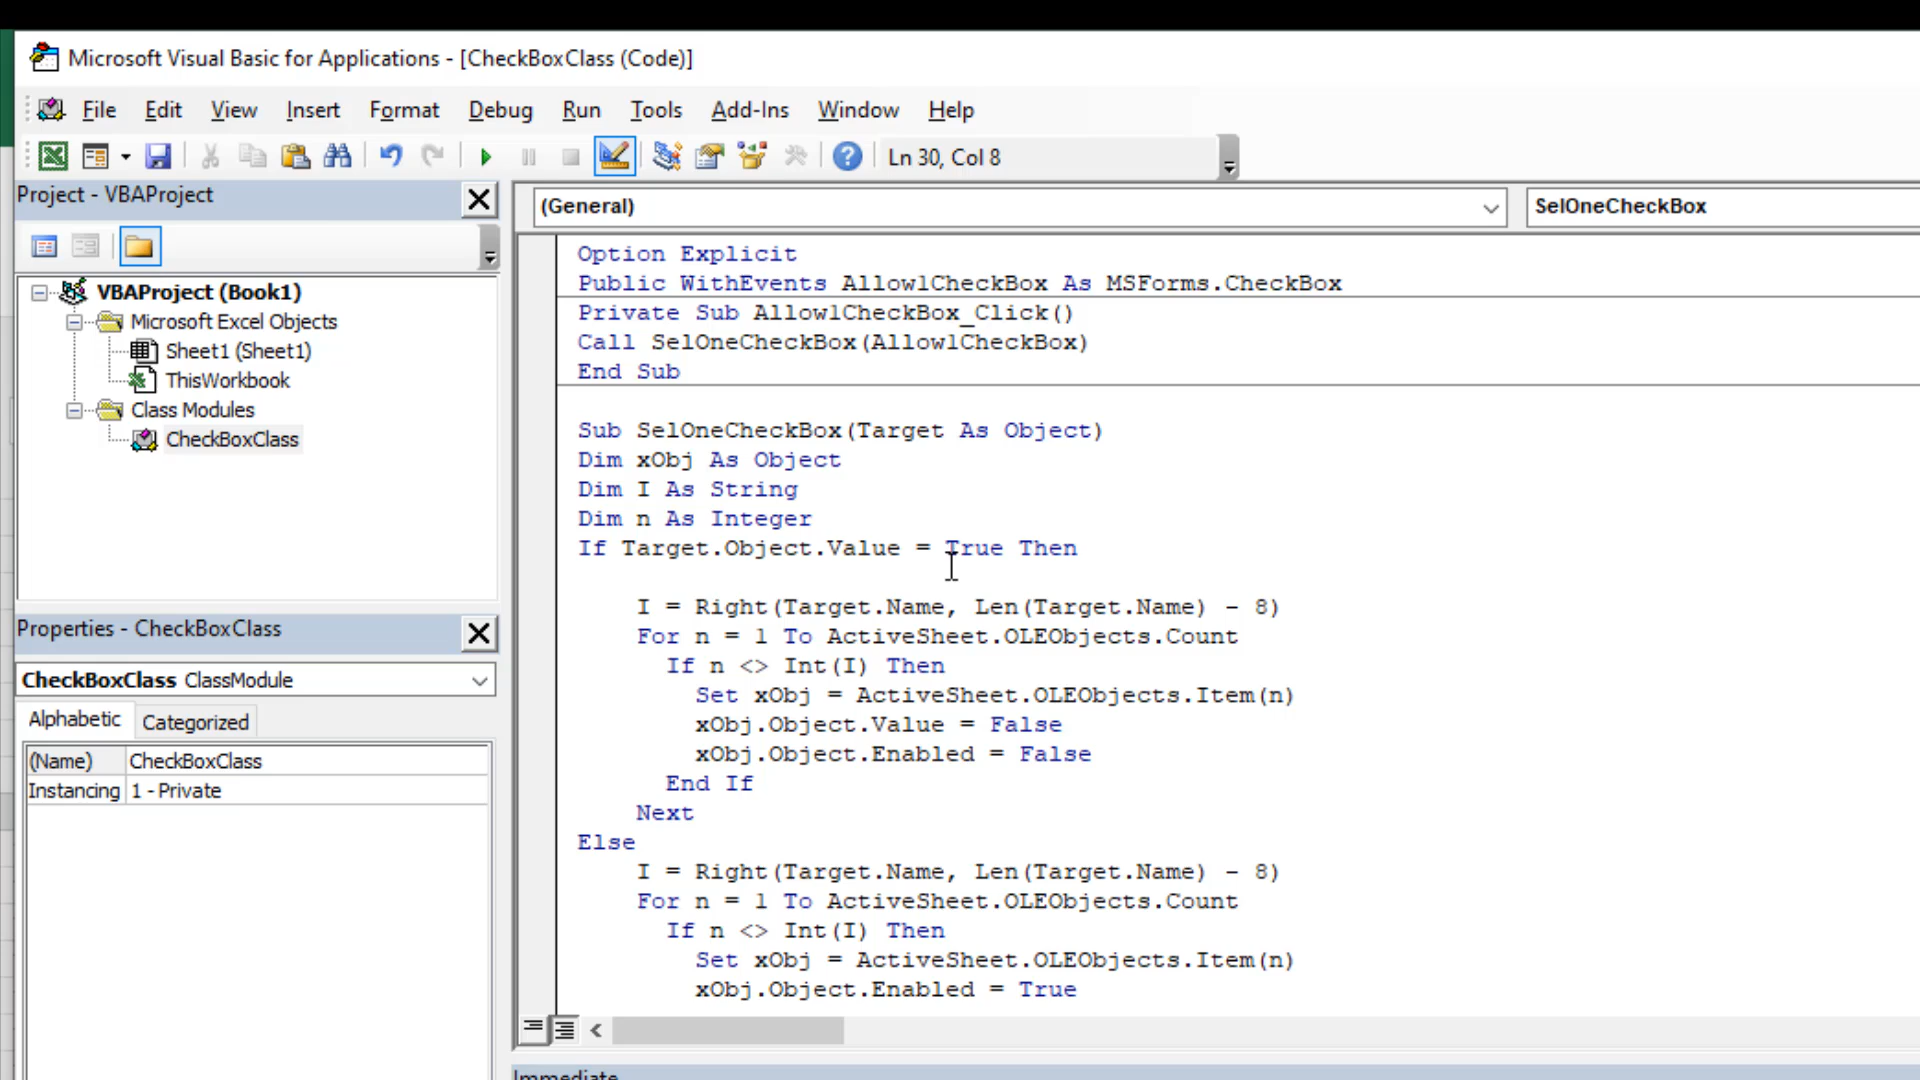 Microsoft Visual Basic for Applications - [CheckBoxClass (Code)]
File Edit View Insert Format Debug Run Tools Add-Ins Window Help
Ln 30, Col 8
Project - VBAProject
VBAProject (Book1)
Microsoft Excel Objects
Sheet1 (Sheet1)
ThisWorkbook
Class Modules
CheckBoxClass
Properties - CheckBoxClass
CheckBoxClass ClassModule
Alphabetic Categorized
(Name) CheckBoxClass
Instancing 1 - Private
(General) SelOneCheckBox
Option Explicit
Public WithEvents Allow1CheckBox As MSForms.CheckBox
Private Sub Allow1CheckBox_Click()
Call SelOneCheckBox(Allow1CheckBox)
End Sub
Sub SelOneCheckBox(Target As Object)
Dim xObj As Object
Dim I As String
Dim n As Integer
If Target.Object.Value = True Then
I = Right(Target.Name, Len(Target.Name) - 8)
For n = 1 To ActiveSheet.OLEObjects.Count
If n <> Int(I) Then
Set xObj = ActiveSheet.OLEObjects.Item(n)
xObj.Object.Value = False
xObj.Object.Enabled = False
End If
Next
Else
I = Right(Target.Name, Len(Target.Name) - 8)
For n = 1 To ActiveSheet.OLEObjects.Count
If n <> Int(I) Then
Set xObj = ActiveSheet.OLEObjects.Item(n)
xObj.Object.Enabled = True
Immediate